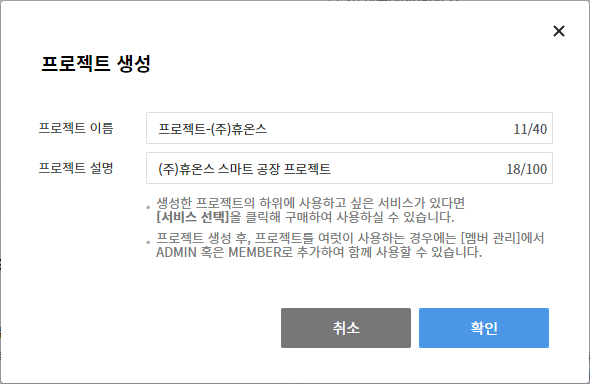 프로젝트 생성
프로젝트 이름
프로젝트-(주)휴온스
11/40
프로젝트 설명
(주)휴온스 스마트 공장 프로젝트
18/100
생성한 프로젝트의 하위에 사용하고 싶은 서비스가 있다면
[서비스 선택]을 클릭해 구매하여 사용하실 수 있습니다.
프로젝트 생성 후, 프로젝트를 여럿이 사용하는 경우에는 [멤버 관리]에서
ADMIN 혹은 MEMBER로 추가하여 함께 사용할 수 있습니다.
취소
확인